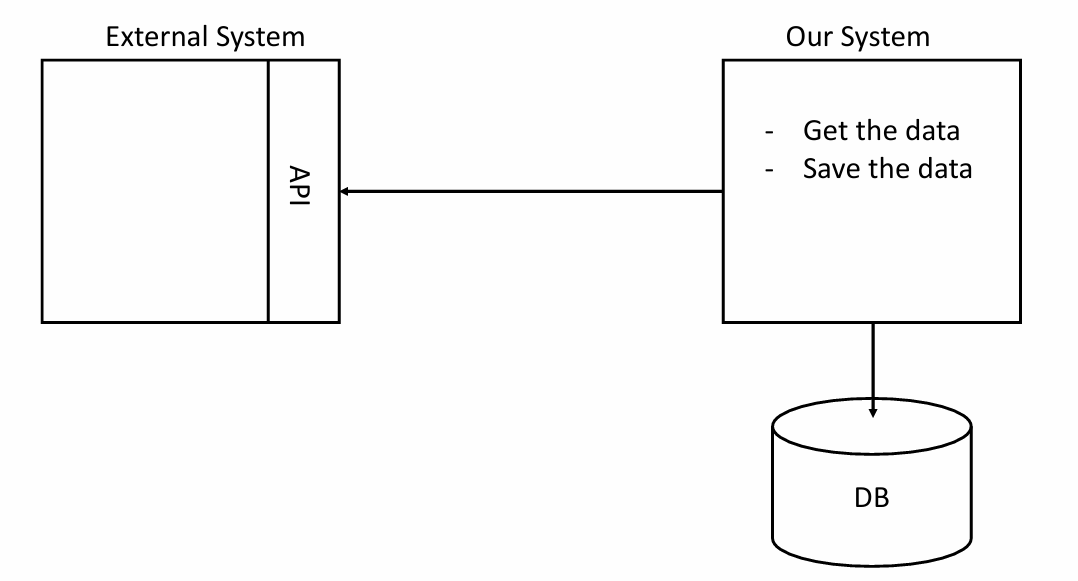 External System
Our System
API
- Get the data
- Save the data
DB